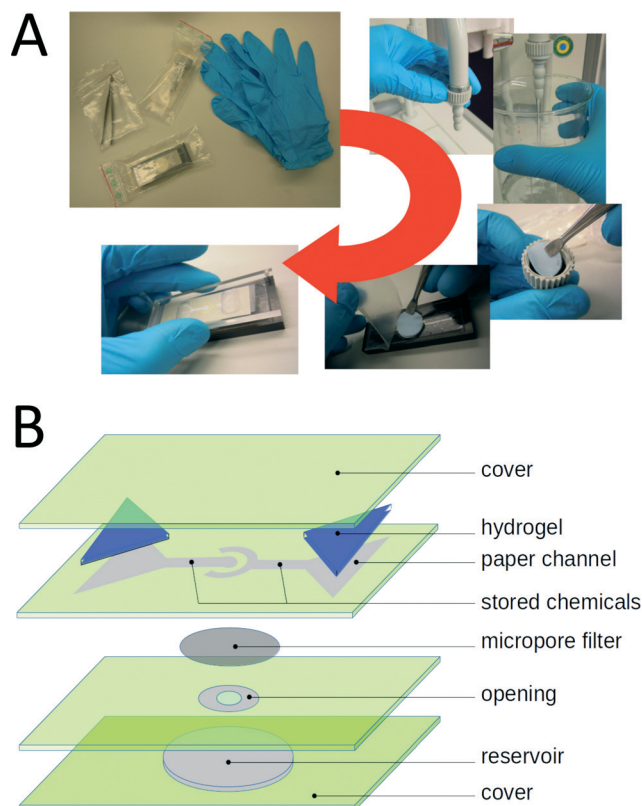 A
B
cover
hydrogel
paper channel
stored chemicals
micropore filter
opening
reservoir
cover